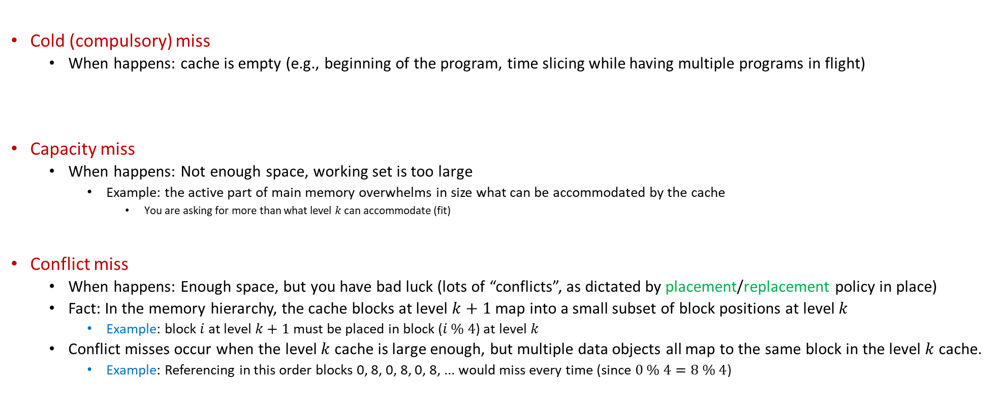 • Cold (compulsory) miss
• When happens: cache is empty (e.g., beginning of the program, time slicing while having multiple programs in flight)
• Capacity miss
• When happens: Not enough space, working set is too large
• Example: the active part of main memory overwhelms in size what can be accommodated by the cache
• You are asking for more than what level k can accommodate (fit)
• Conflict miss
• When happens: Enough space, but you have bad luck (lots of “conflicts”, as dictated by placement/replacement policy in place)
• Fact: In the memory hierarchy, the cache blocks at level k + 1 map into a small subset of block positions at level k
• Example: block i at level k + 1 must be placed in block (i % 4) at level k
• Conflict misses occur when the level k cache is large enough, but multiple data objects all map to the same block in the level k cache.
• Example: Referencing in this order blocks 0, 8, 0, 8, 0, 8, ... would miss every time (since 0 % 4 = 8 % 4)